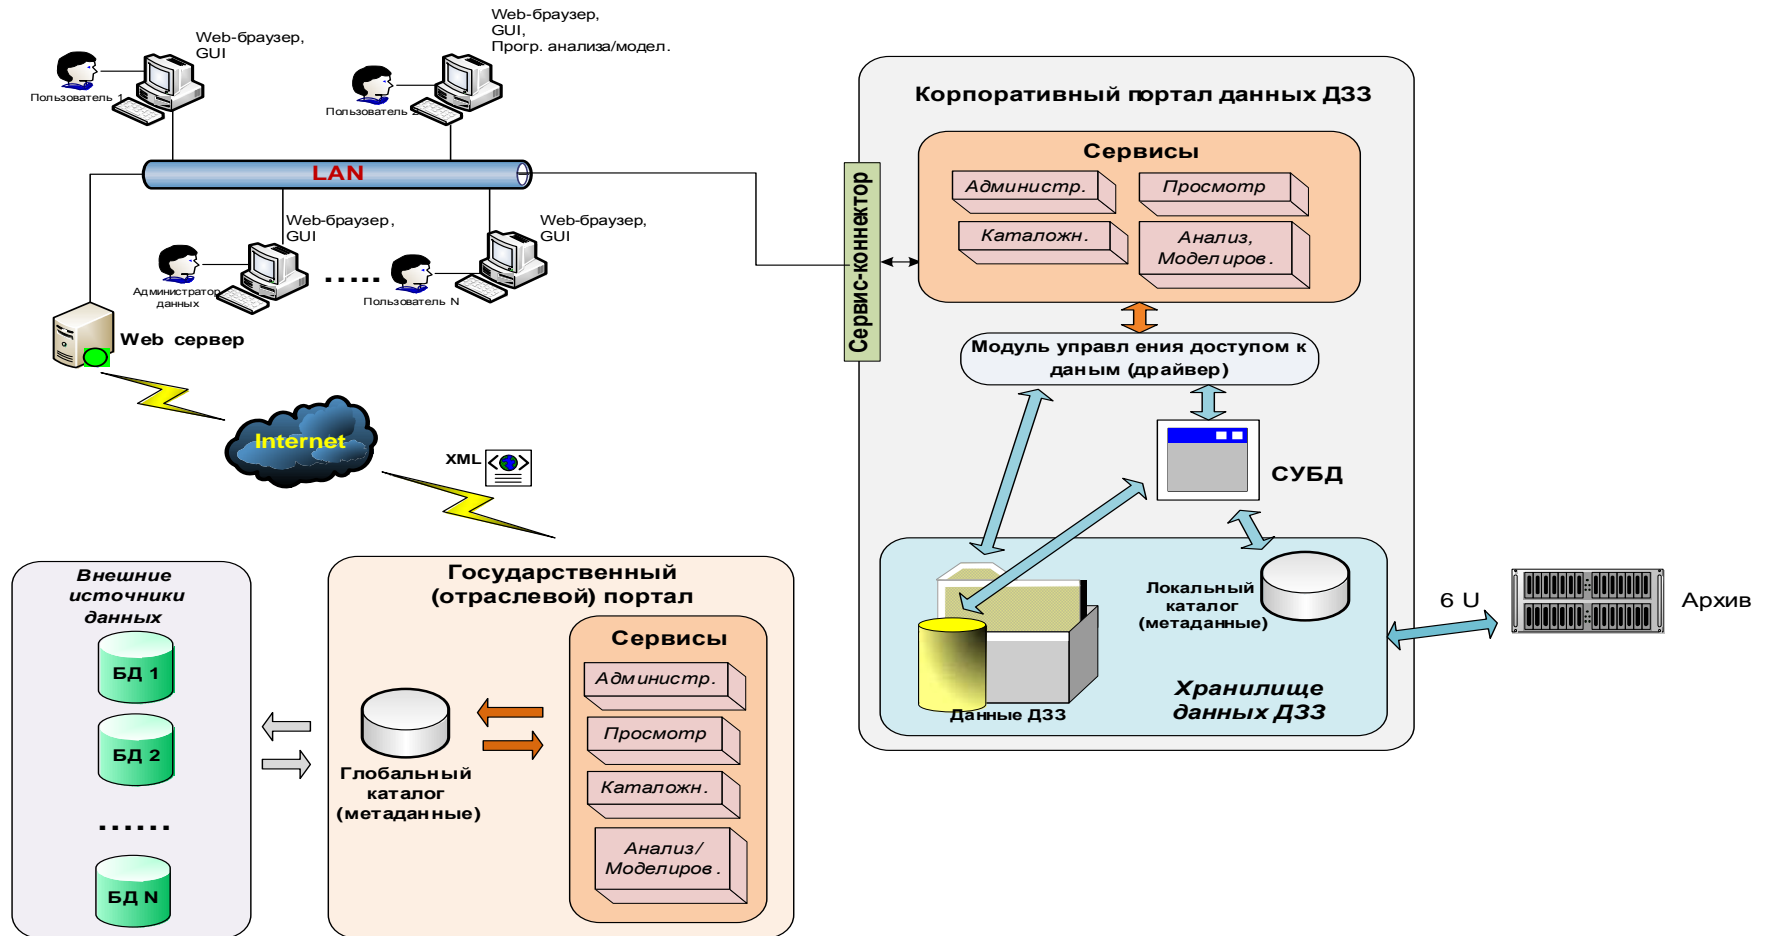 Web-браузер,
GUI
Пользователь 1
Web-браузер,
GUI,
Прогр. анализа/модел.
Пользователь 2
LAN
Web-браузер,
GUI
Администратор
данных
.....
Web-браузер,
GUI
Пользователь N
Web сервер
Internet
XML
Внешние
источники
данных
БД 1
БД 2
......
БД N
Государственный
(отраслевой) портал
Глобальный
каталог
(метаданные)
Сервисы
Администр.
Просмотр
Каталожн.
Анализ/
Моделиров.
Сервис-коннектор
Корпоративный портал данных ДЗЗ
Сервисы
Администр.
Просмотр
Каталожн.
Анализ,
Моделиров.
Модуль управл ения доступом к
даным (драйвер)
СУБД
Локальный
каталог
(метаданные)
Данные ДЗЗ
Хранилище
данных ДЗЗ
6 U
Архив